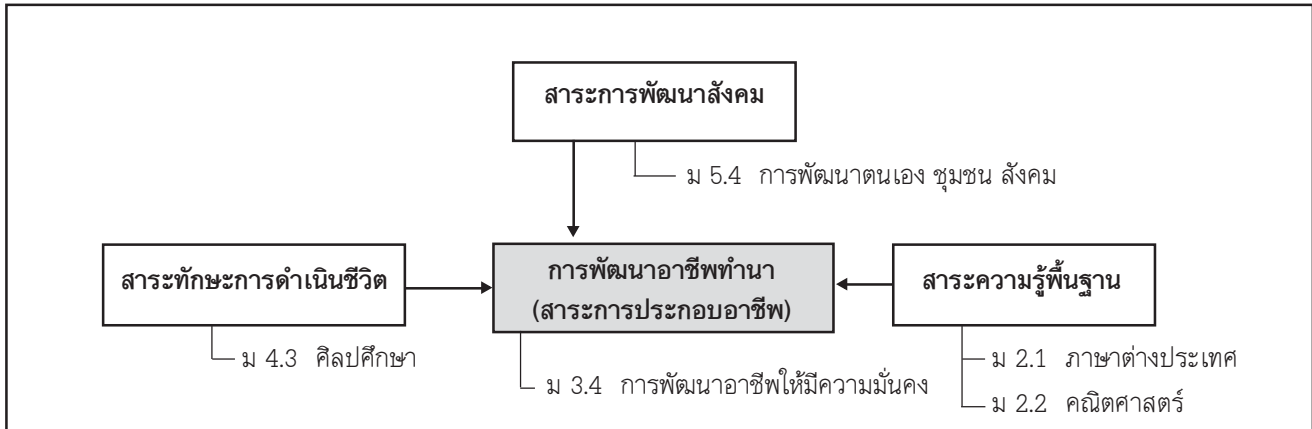 สาระการพัฒนาสังคม
ม 5.4 การพัฒนาตนเอง ชุมชน สังคม
สาระทักษะการดำเนินชีวิต
ม 4.3 ศิลปศึกษา
การพัฒนาอาชีพทำนา
(สาระการประกอบอาชีพ)
ม 3.4 การพัฒนาอาชีพให้มีความมั่นคง
สาระความรู้พื้นฐาน
ม 2.1 ภาษาต่างประเทศ
ม 2.2 คณิตศาสตร์